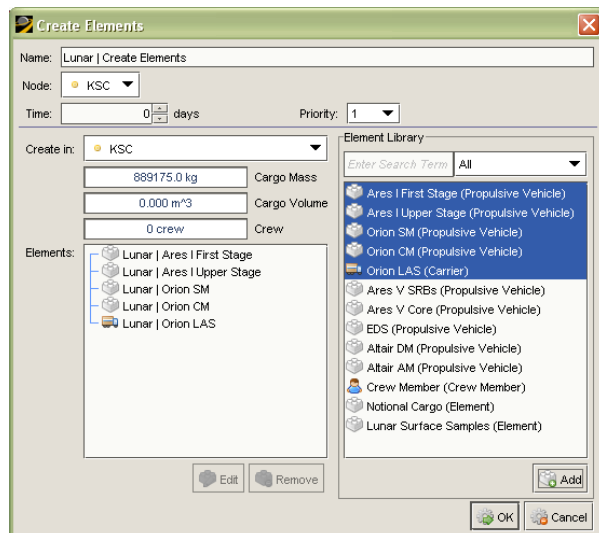 Create Elements
Name: Lunar | Create Elements
Node: KSC
Time: 0 days Priority: 1
Create in: KSC
889175.0 kg Cargo Mass
0.000 m^3 Cargo Volume
0 crew Crew
Elements:
Lunar | Ares I First Stage
Lunar | Ares I Upper Stage
Lunar | Orion SM
Lunar | Orion CM
Lunar | Orion LAS
Edit Remove
Element Library
Enter Search Term All
Ares I First Stage (Propulsive Vehicle)
Ares I Upper Stage (Propulsive Vehicle)
Orion SM (Propulsive Vehicle)
Orion CM (Propulsive Vehicle)
Orion LAS (Carrier)
Ares V SRBs (Propulsive Vehicle)
Ares V Core (Propulsive Vehicle)
EDS (Propulsive Vehicle)
Altair DM (Propulsive Vehicle)
Altair AM (Propulsive Vehicle)
Crew Member (Crew Member)
Notional Cargo (Element)
Lunar Surface Samples (Element)
Add
OK Cancel